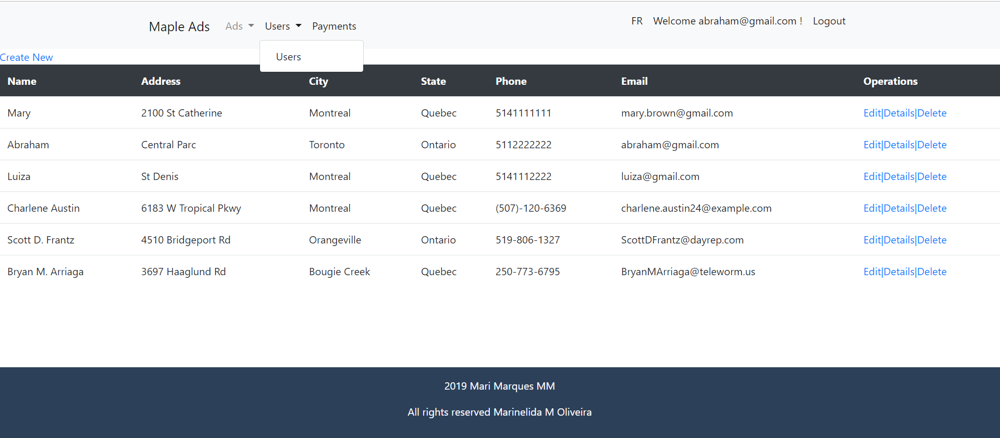 Maple Ads Ads Users Payments FR Welcome abraham@gmail.com ! Logout
Users
Create New
Name Address City State Phone Email Operations
Mary 2100 St Catherine Montreal Quebec 5141111111 mary.brown@gmail.com Edit|Details|Delete
Abraham Central Parc Toronto Ontario 5112222222 abraham@gmail.com Edit|Details|Delete
Luiza St Denis Montreal Quebec 5141112222 luiza@gmail.com Edit|Details|Delete
Charlene Austin 6183 W Tropical Pkwy Montreal Quebec (507)-120-6369 charlene.austin24@example.com Edit|Details|Delete
Scott D. Frantz 4510 Bridgeport Rd Orangeville Ontario 519-806-1327 ScottDFrantz@dayrep.com Edit|Details|Delete
Bryan M. Arriaga 3697 Haaglund Rd Bougie Creek Quebec 250-773-6795 BryanMArriaga@teleworm.us Edit|Details|Delete
2019 Mari Marques MM
All rights reserved Marinelida M Oliveira